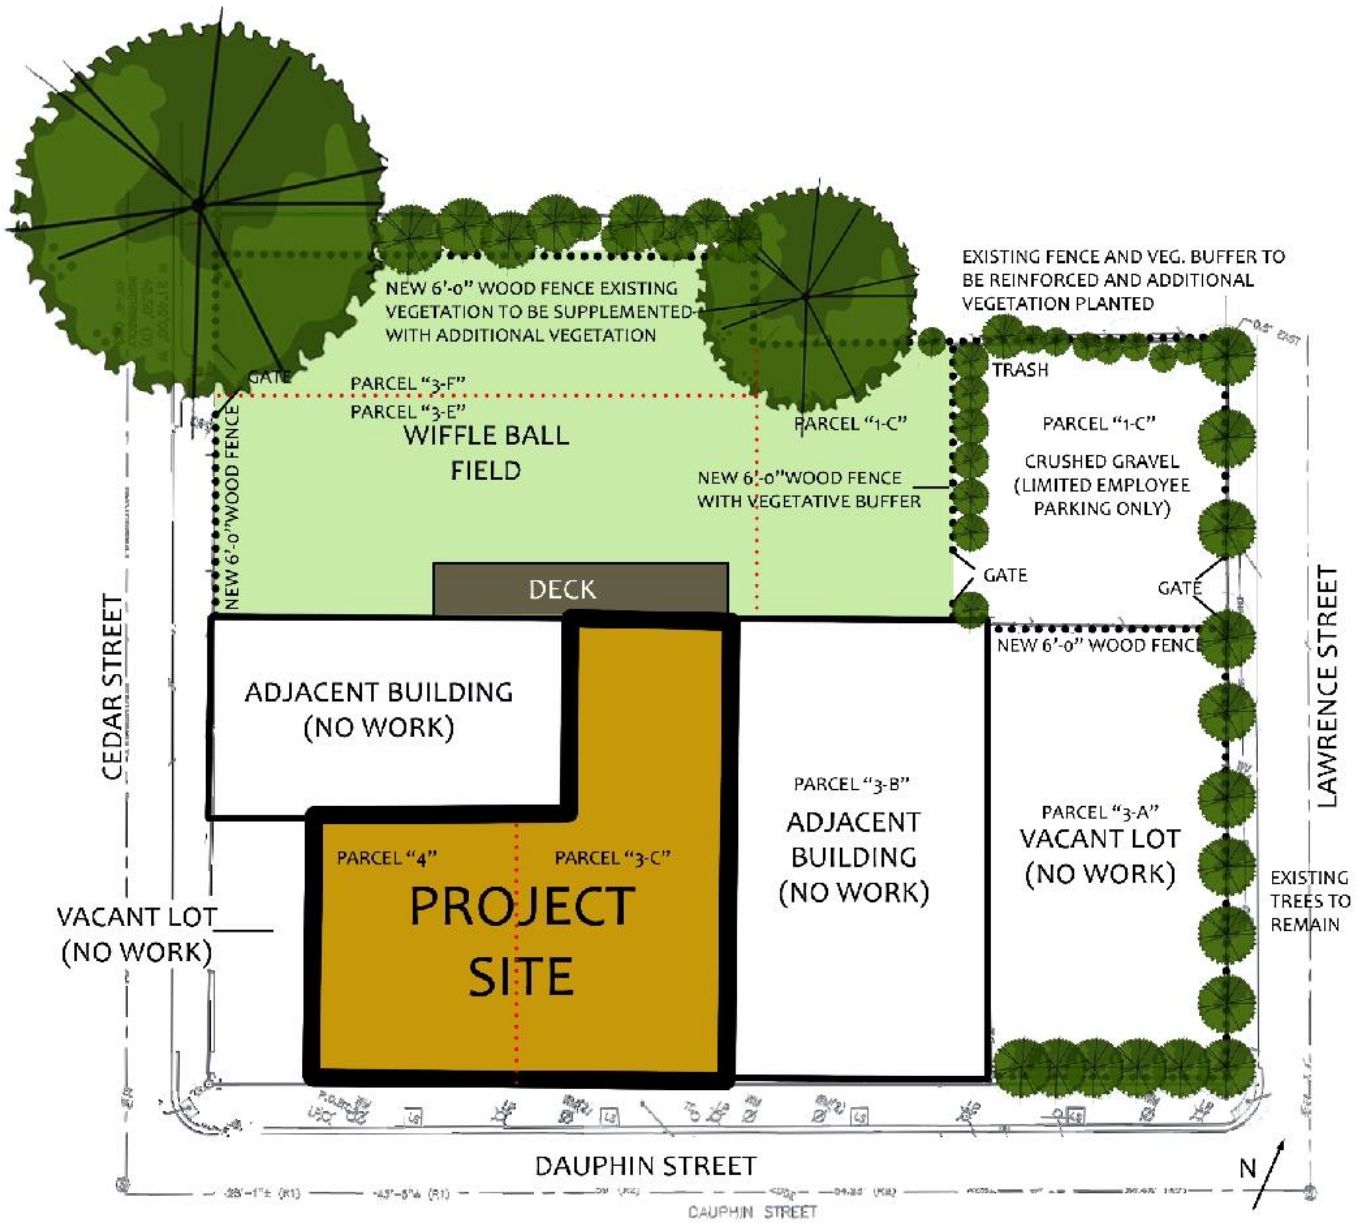 EXISTING FENCE AND VEG. BUFFER TO
BE REINFORCED AND ADDITIONAL
VEGETATION PLANTED
NEW 6'-0" WOOD FENCE EXISTING
VEGETATION TO BE SUPPLEMENTED
WITH ADDITIONAL VEGETATION
0.5' EAST
TRASH
GATE
PARCEL "3-F"
PARCEL "3-E"
WIFFLE BALL
FIELD
PARCEL "1-C"
PARCEL "1-C"
CRUSHED GRAVEL
(LIMITED EMPLOYEE
PARKING ONLY)
NEW 6'-0"WOOD FENCE
WITH VEGETATIVE BUFFER
NEW 6'-0"WOOD FENCE
GATE
GATE
DECK
NEW 6'-0" WOOD FENCE
CEDAR STREET
LAWRENCE STREET
ADJACENT BUILDING
(NO WORK)
PARCEL "3-B"
ADJACENT
BUILDING
(NO WORK)
PARCEL "3-A"
VACANT LOT
(NO WORK)
PARCEL "4"
PARCEL "3-C"
PROJECT
SITE
VACANT LOT
(NO WORK)
EXISTING
TREES TO
REMAIN
DAUPHIN STREET
N
DAUPHIN STREET